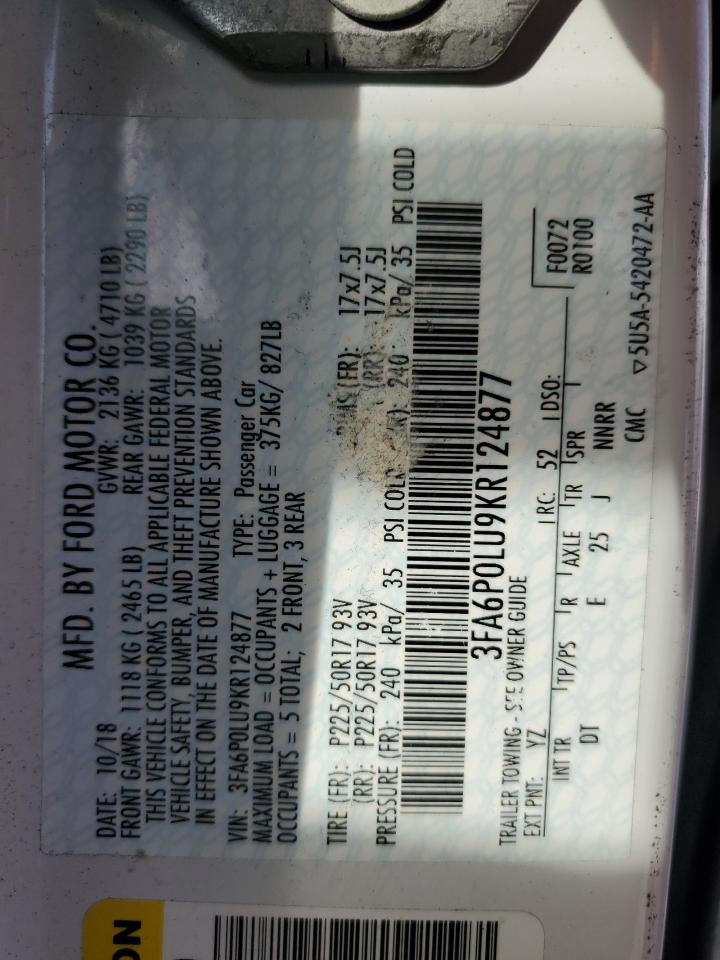 MFD. BY FORD MOTOR CO.
DATE: 10/18 GVWR: 2136 KG ( 4710 LB)
FRONT GAWR: 1118 KG ( 2465 LB) REAR GAWR: 1039 KG ( 2290 LB)
THIS VEHICLE CONFORMS TO ALL APPLICABLE FEDERAL MOTOR
VEHICLE SAFETY, BUMPER, AND THEFT PREVENTION STANDARDS
IN EFFECT ON THE DATE OF MANUFACTURE SHOWN ABOVE.
VIN: 3FA6P0LU9KR124877 TYPE: Passenger Car
MAXIMUM LOAD = OCCUPANTS + LUGGAGE = 375KG/ 827LB
OCCUPANTS = 5 TOTAL; 2 FRONT, 3 REAR
TIRE (FR): P225/50R17 93V (FR): 17x7.5J
(RR): P225/50R17 93V (RR): 17x7.5J
PRESSURE (FR): 240 kPa/ 35 PSI COLD 240 kPa/ 35 PSI COLD
3FA6P0LU9KR124877
TRAILER TOWING - SEE OWNER GUIDE
F0072
R0100
EXT PNT: YZ RC: 52 DSO:
INT TR TP/PS R AXLE TR SPR
DT E 25 J NNRR
CMC ▽5U5A-5420472-AA
ON